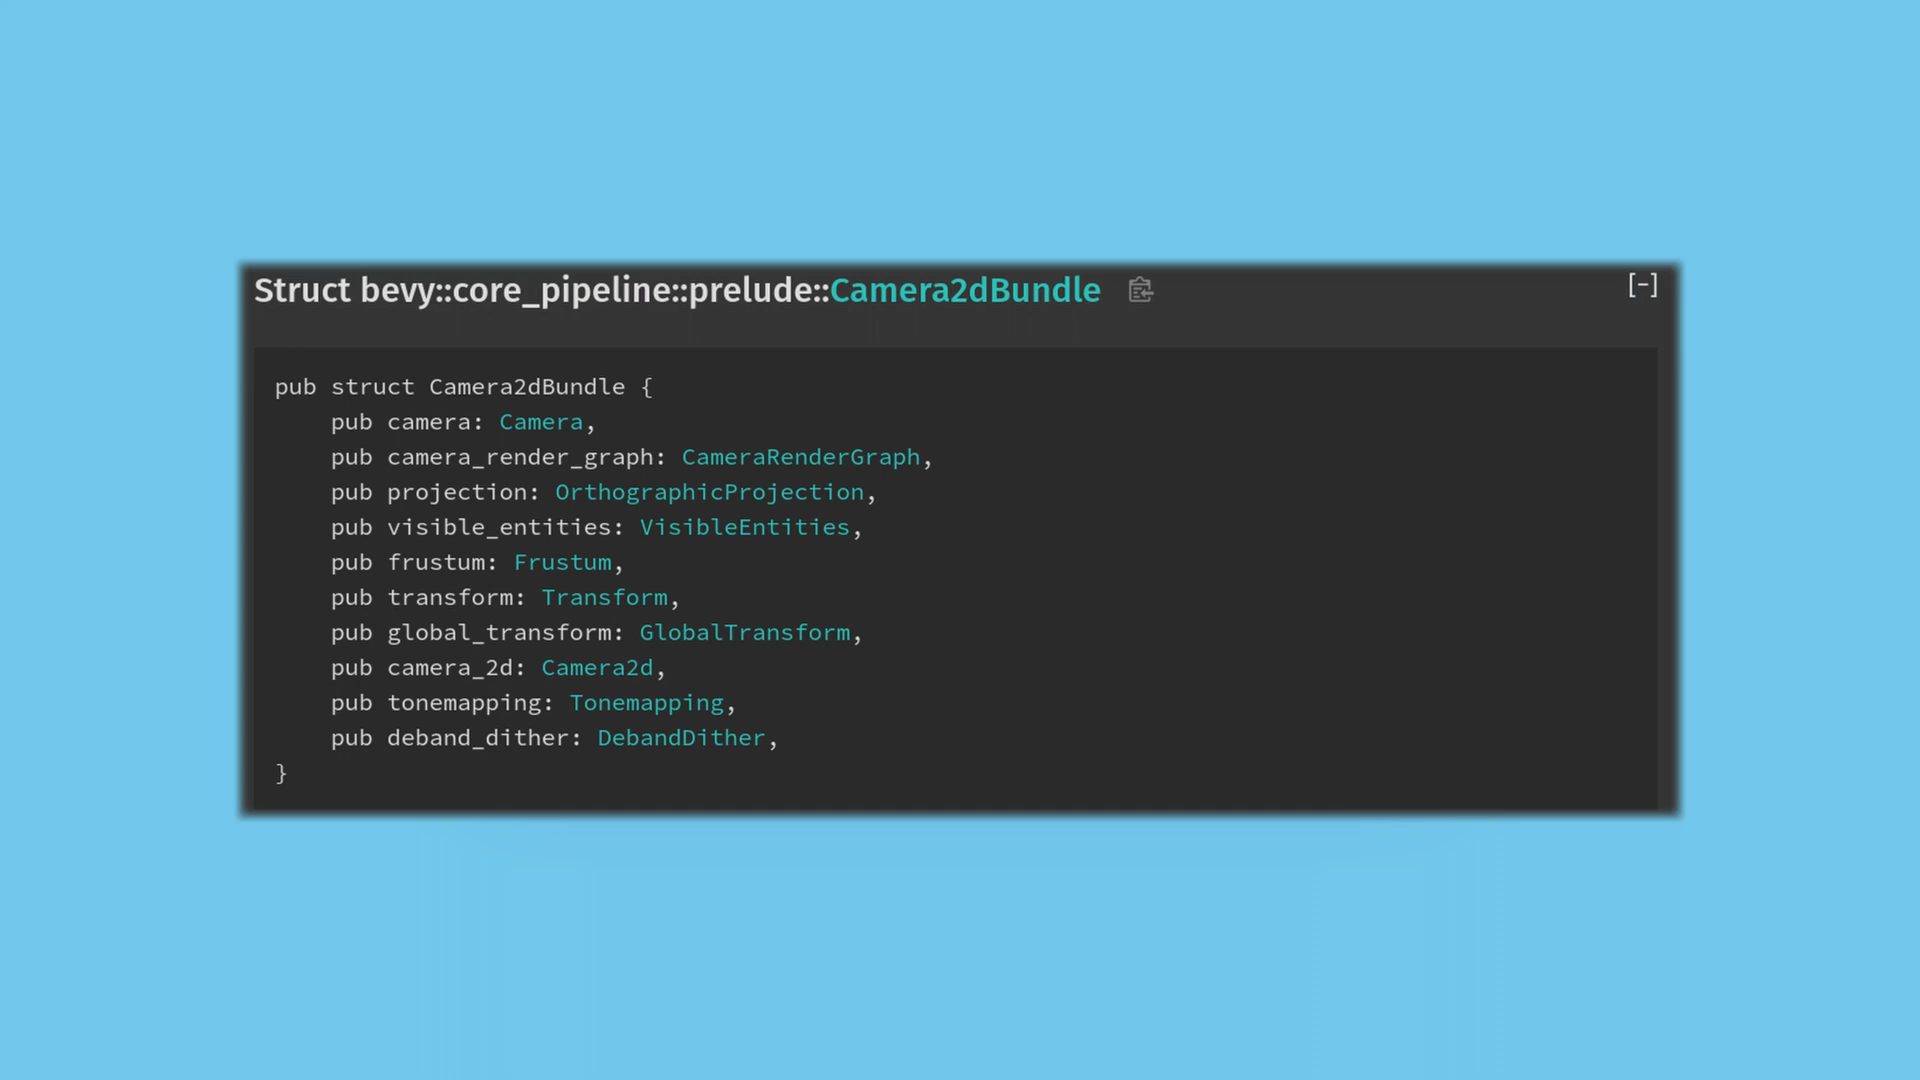 Struct bevy::core_pipeline::prelude::Camera2dBundle [-]
pub struct Camera2dBundle {
    pub camera: Camera,
    pub camera_render_graph: CameraRenderGraph,
    pub projection: OrthographicProjection,
    pub visible_entities: VisibleEntities,
    pub frustum: Frustum,
    pub transform: Transform,
    pub global_transform: GlobalTransform,
    pub camera_2d: Camera2d,
    pub tonemapping: Tonemapping,
    pub deband_dither: DebandDither,
}